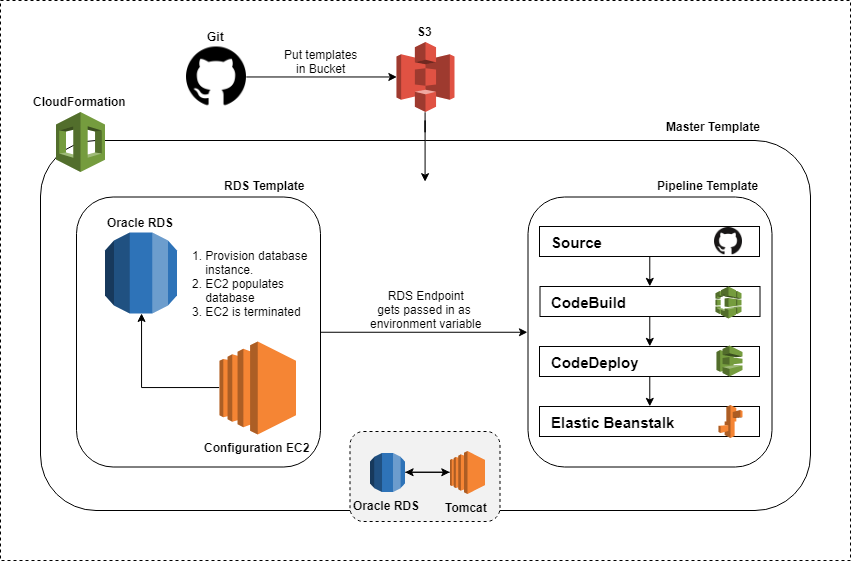 Git
S3
Put templates
in Bucket
CloudFormation
Master Template
RDS Template
Pipeline Template
Oracle RDS
1. Provision database
instance.
2. EC2 populates
database
3. EC2 is terminated
Configuration EC2
RDS Endpoint
gets passed in as
environment variable
Source
CodeBuild
CodeDeploy
Elastic Beanstalk
Oracle RDS
Tomcat